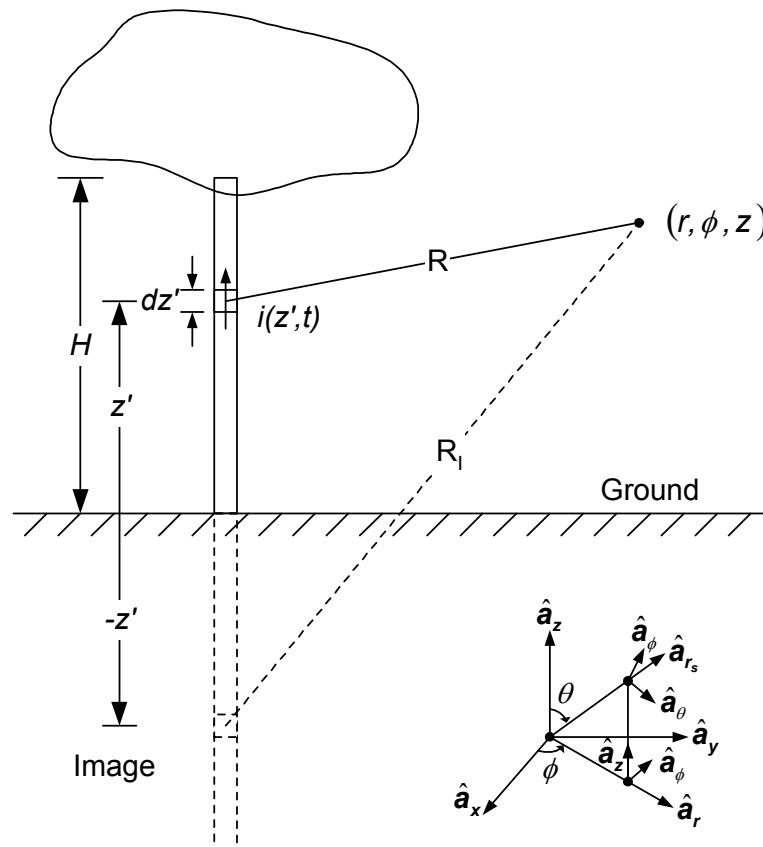 (r, ϕ, z)
R
dz'
i(z',t)
H
z'
R_I
Ground
-z'
Image
â_z
â_ϕ
â_{r_s}
θ
â_θ
â_y
â_z
â_ϕ
ϕ
â_x
â_r